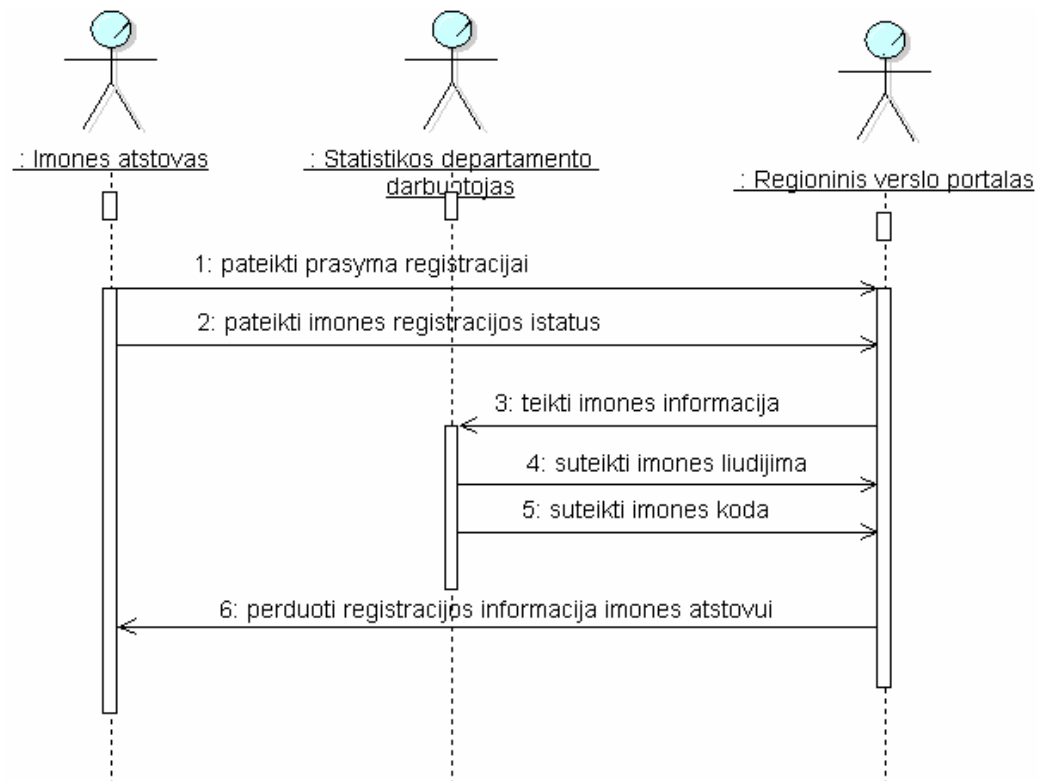 : Imones atstovas
: Statistikos departamento
darbuotojas
: Regioninis verslo portalas
1: pateikti prasyma registracijai
2: pateikti imones registracijos istatus
3: teikti imones informacija
4: suteikti imones liudijima
5: suteikti imones koda
6: perduoti registracijos informacija imones atstovui